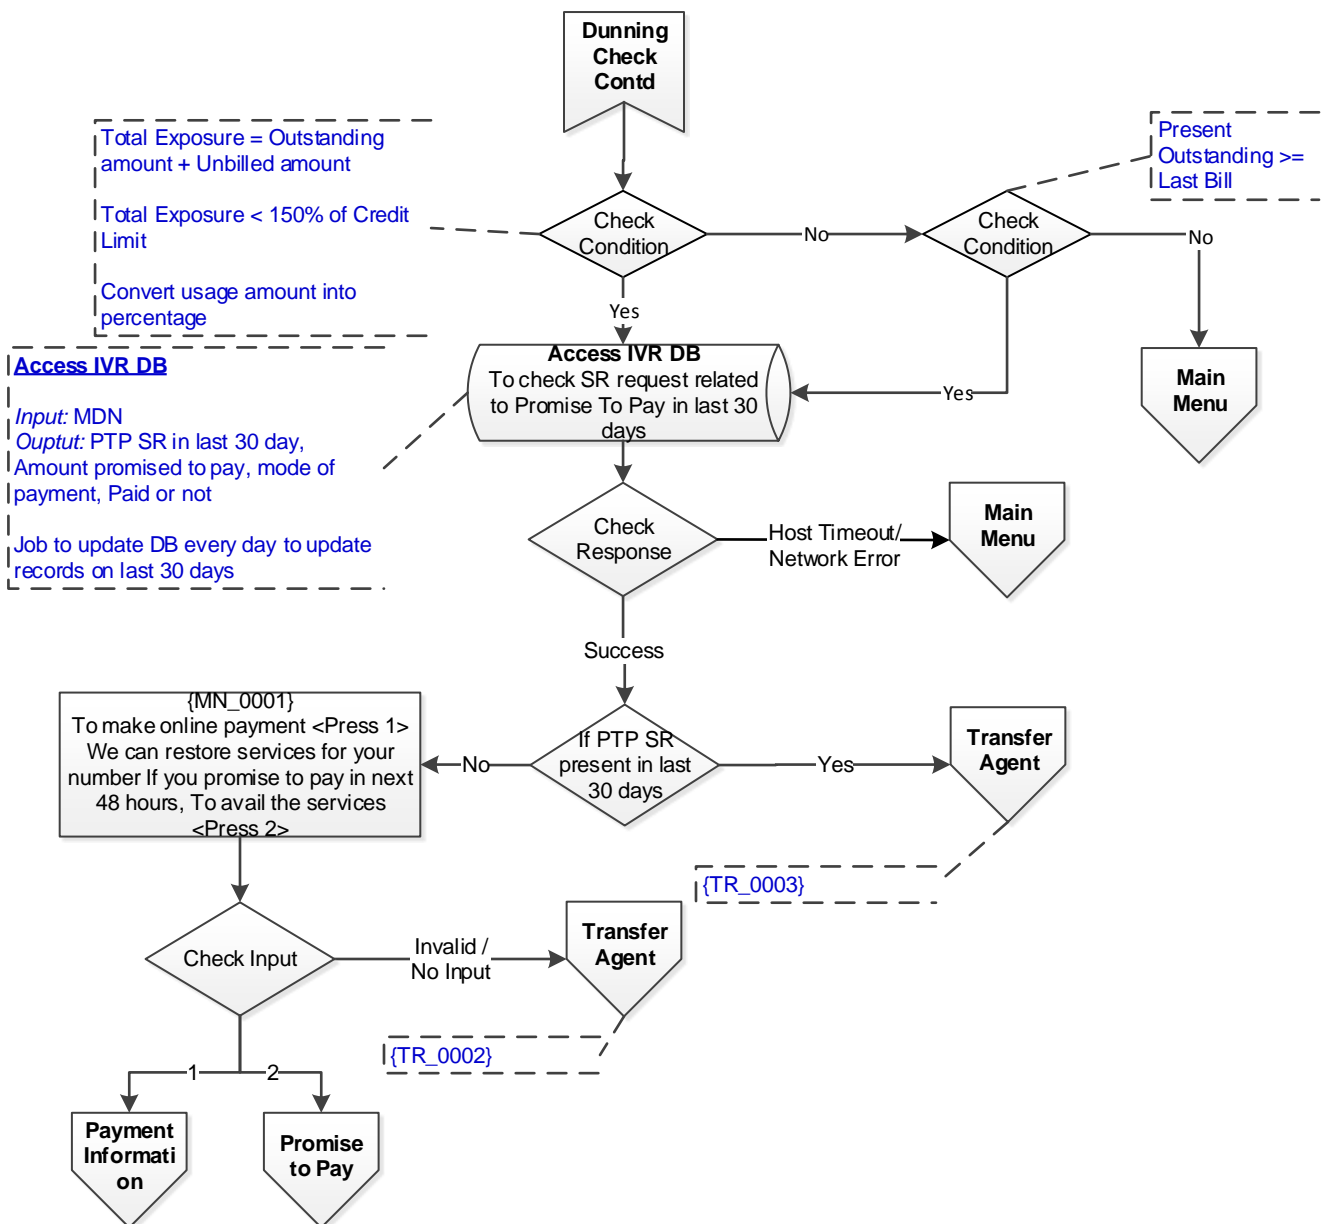 Dunning
Check
Contd
Total Exposure = Outstanding
amount + Unbilled amount
Total Exposure < 150% of Credit
Limit
Convert usage amount into
percentage
Present
Outstanding >=
Last Bill
Check
Condition
No
Check
Condition
No
Yes
Yes
Main
Menu
Access IVR DB
To check SR request related
to Promise To Pay in last 30
days
Access IVR DB
Input: MDN
Ouptut: PTP SR in last 30 day,
Amount promised to pay, mode of
payment, Paid or not
Job to update DB every day to update
records on last 30 days
Check
Response
Host Timeout/
Network Error
Main
Menu
Success
{MN_0001}
To make online payment <Press 1>
We can restore services for your
number If you promise to pay in next
48 hours, To avail the services
<Press 2>
No
If PTP SR
present in last
30 days
Yes
Transfer
Agent
{TR_0003}
Check Input
Invalid /
No Input
Transfer
Agent
{TR_0002}
1
2
Payment
Informati
on
Promise
to Pay